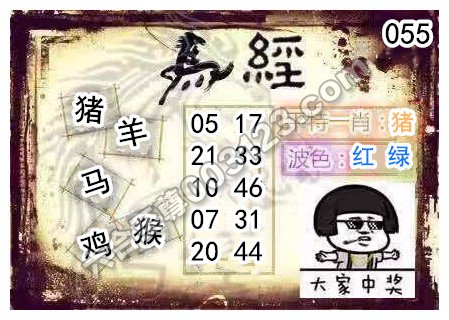 055
馬 經
猪
羊
马
鸡 猴
05 17
21 33
10 46
07 31
20 44
特一肖:猪
波色:红 绿
大家中奖